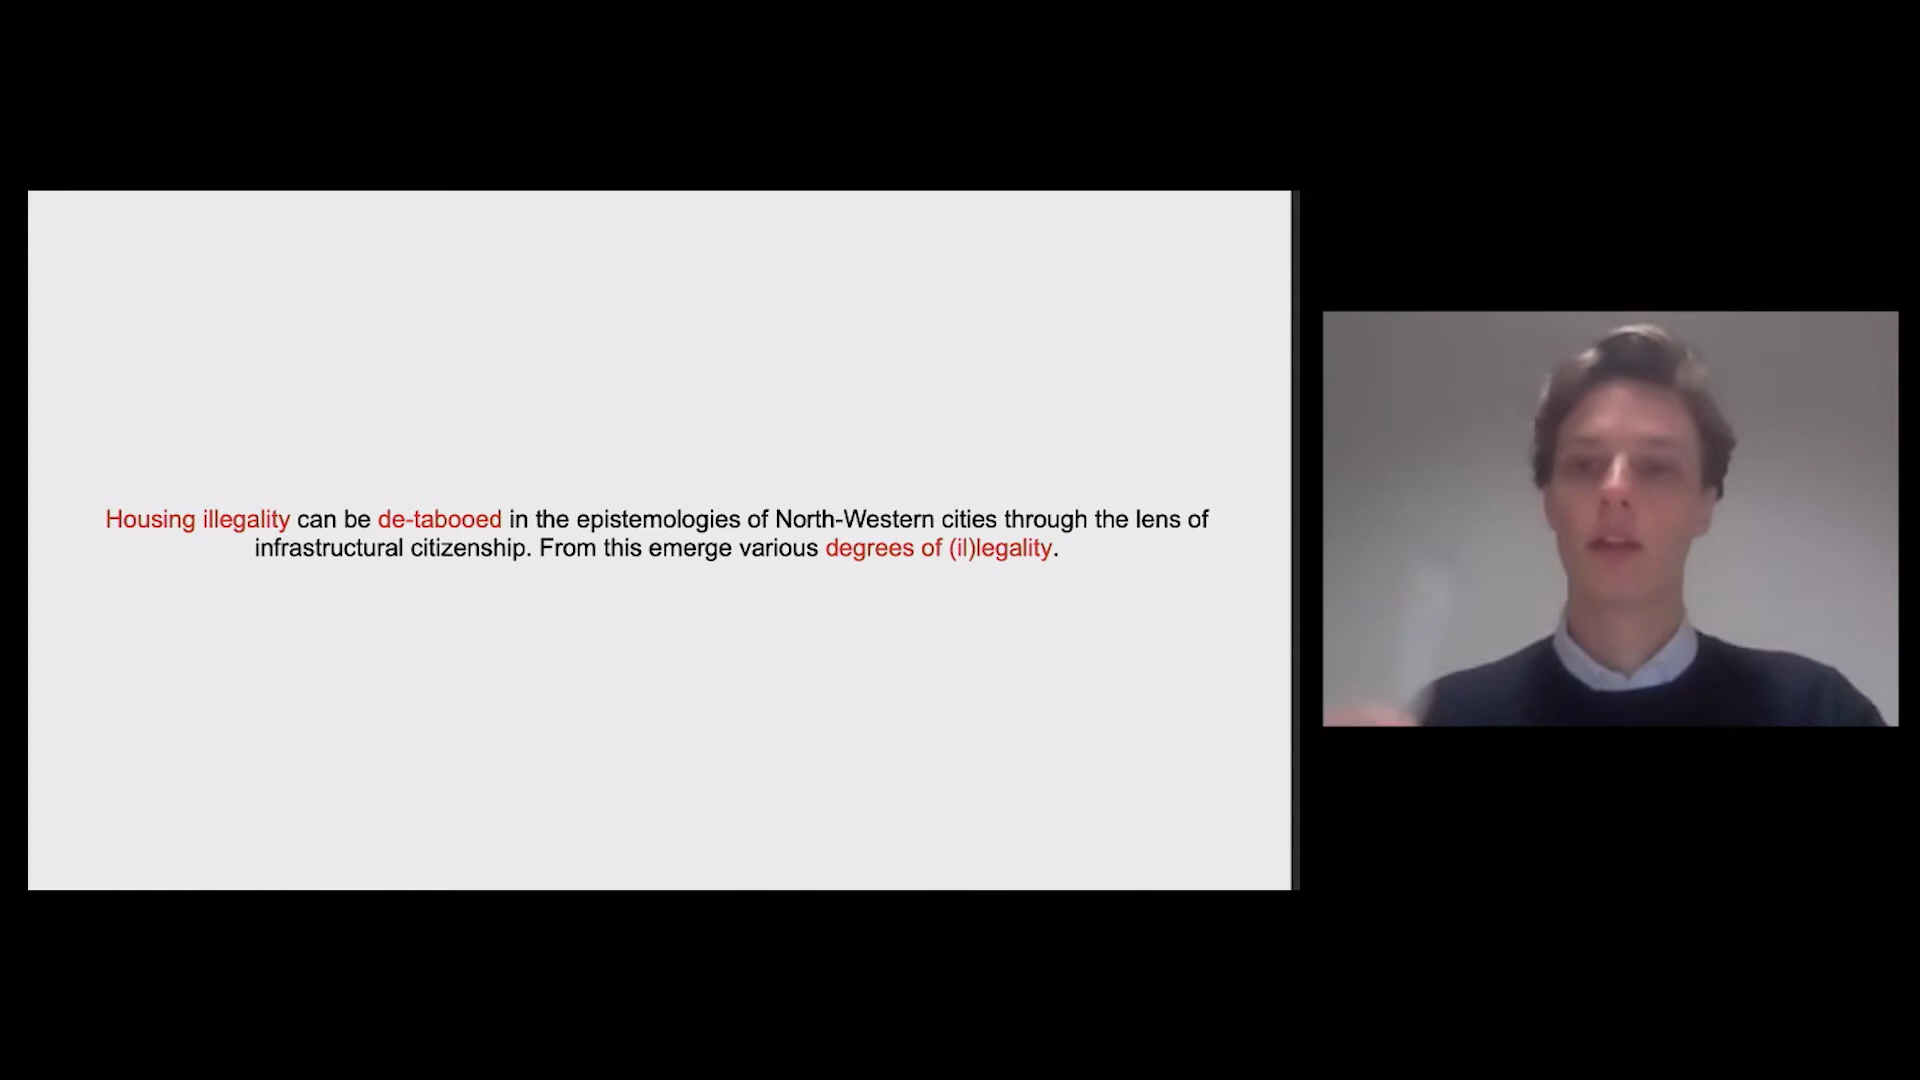 Housing illegality can be de-tabooed in the epistemologies of North-Western cities through the lens of
infrastructural citizenship. From this emerge various degrees of (il)legality.